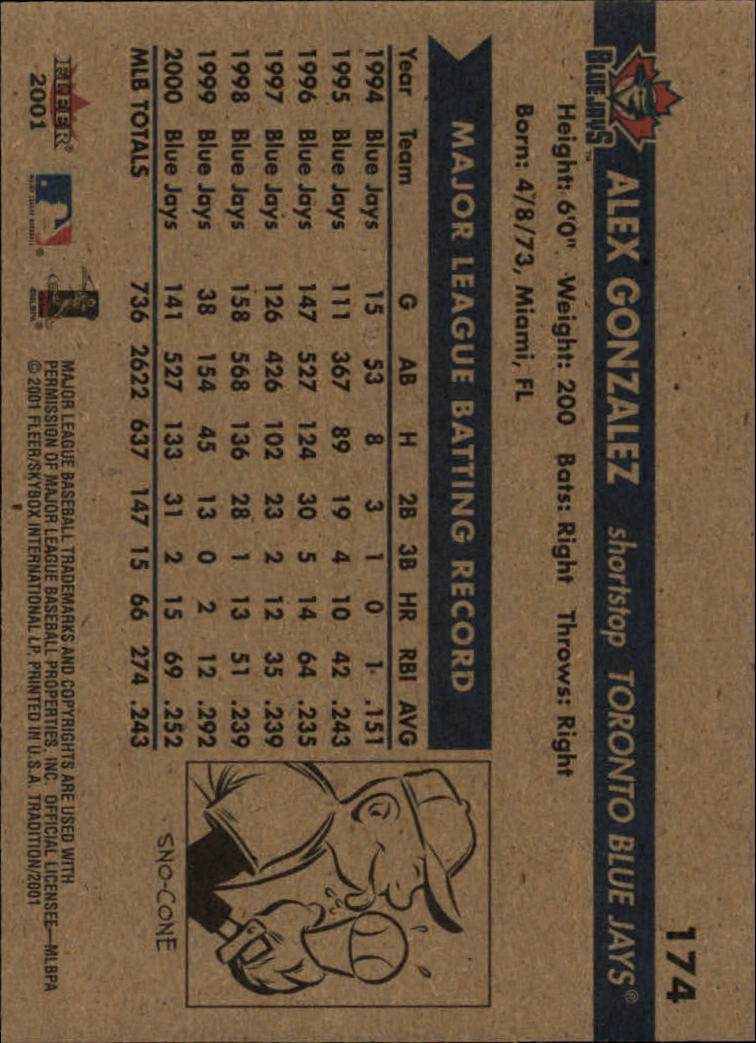 174
BLUE JAYS™
ALEX GONZALEZ shortstop TORONTO BLUE JAYS®
Height: 6'0" Weight: 200 Bats: Right Throws: Right
Born: 4/8/73, Miami, FL
MAJOR LEAGUE BATTING RECORD
Year Team G AB H 2B 3B HR RBI AVG
1994 Blue Jays 15 53 8 3 1 0 1 .151
1995 Blue Jays 111 367 89 19 4 10 42 .243
1996 Blue Jays 147 527 124 30 5 14 64 .235
1997 Blue Jays 126 426 102 23 2 12 35 .239
1998 Blue Jays 158 568 136 28 1 13 51 .239
1999 Blue Jays 38 154 45 13 0 2 12 .292
2000 Blue Jays 141 527 133 31 2 15 69 .252
MLB TOTALS 736 2622 637 147 15 66 274 .243
SNO-CONE
FLEER®
2001
MAJOR LEAGUE BASEBALL
MAJOR LEAGUE BASEBALL TRADEMARKS AND COPYRIGHTS ARE USED WITH
PERMISSION OF MAJOR LEAGUE BASEBALL PROPERTIES, INC. OFFICIAL LICENSEE—MLBPA
© 2001 FLEER/SKYBOX INTERNATIONAL LP, PRINTED IN U.S.A. TRADITION/2001